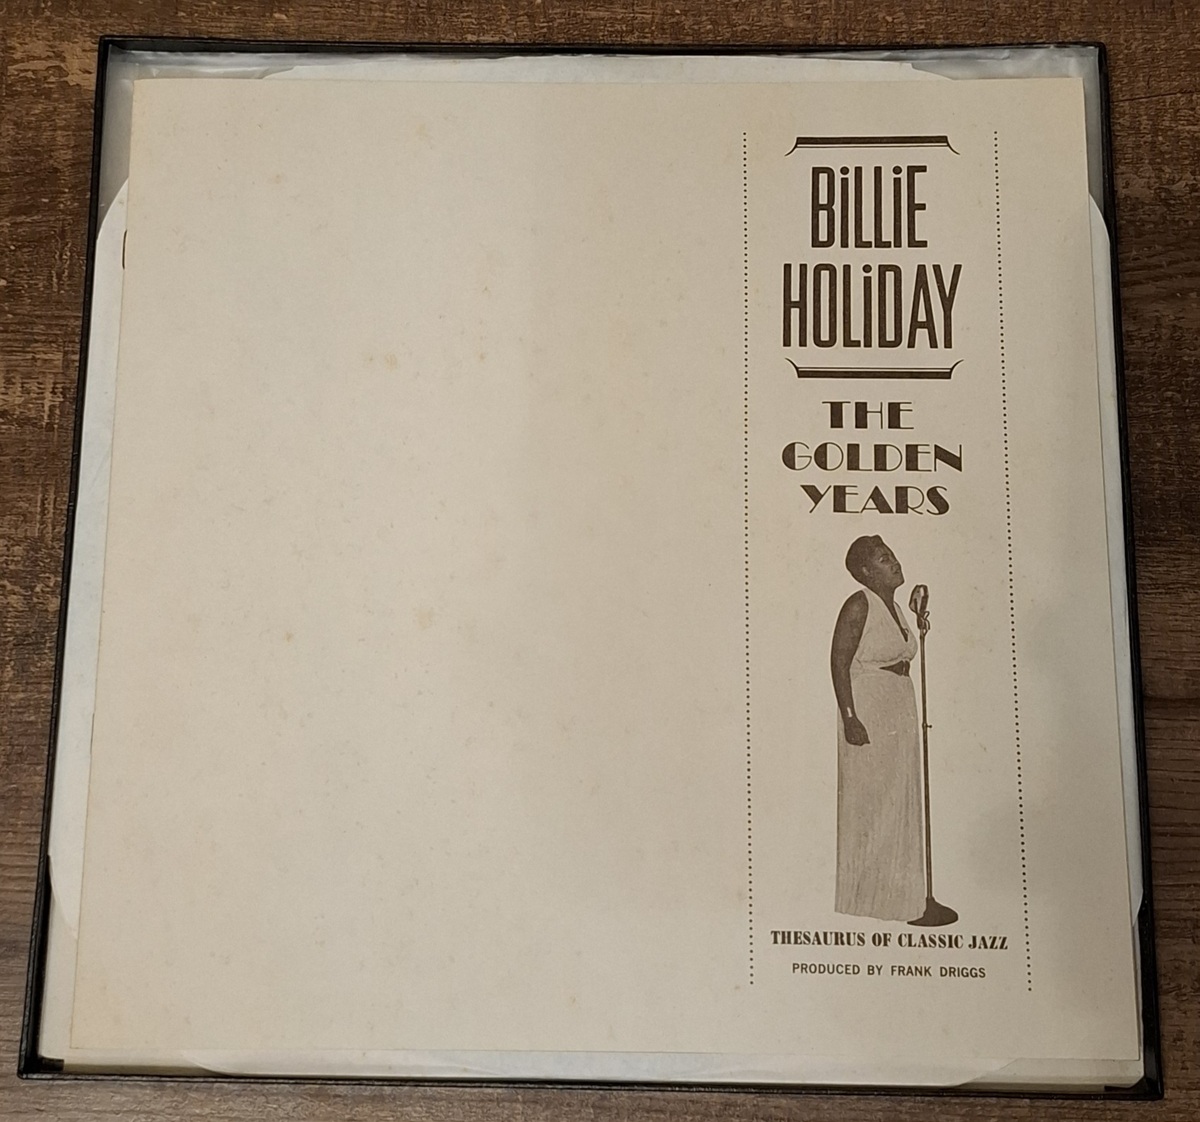 BiLLiE
HOLiDAY
THE
GOLDEN
YEARS
THESAURUS OF CLASSIC JAZZ
PRODUCED BY FRANK DRIGGS